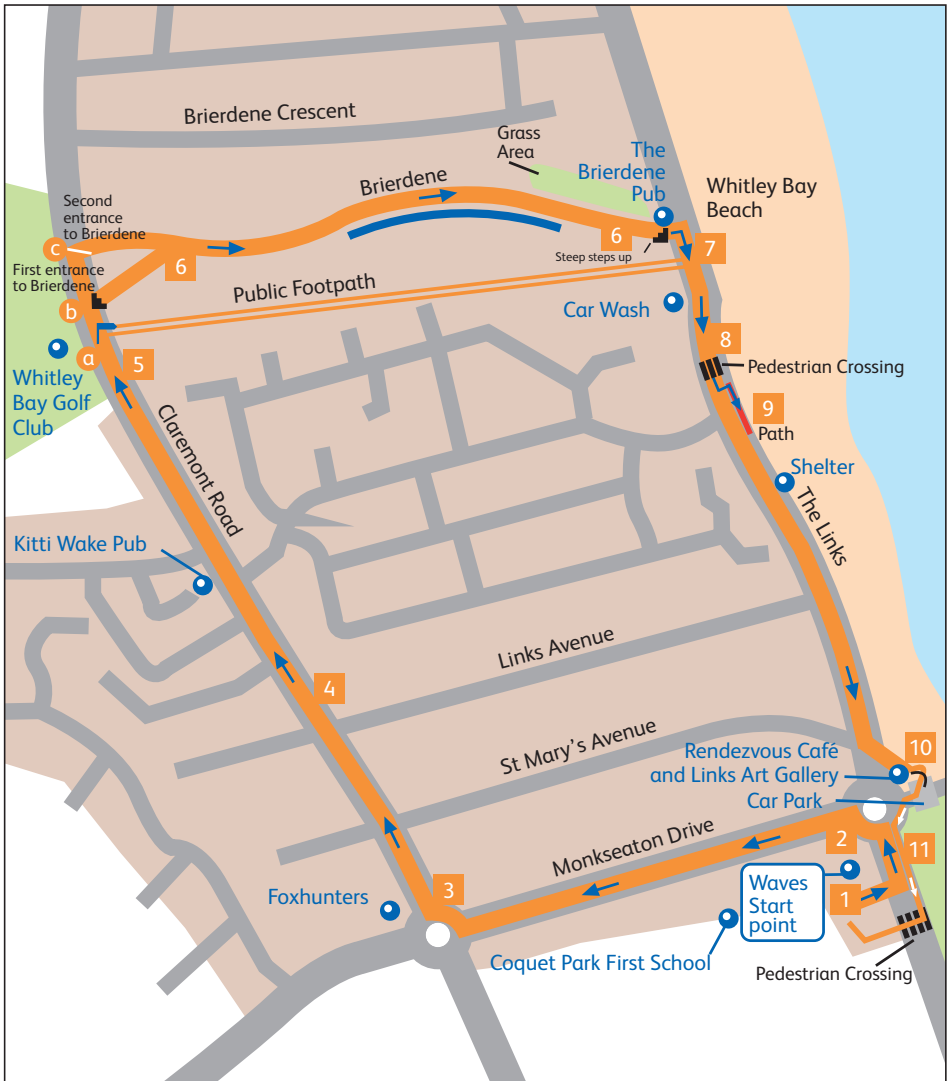 Brierdene Crescent
Grass
Area
The
Brierdene
Pub
Brierdene
Whitley Bay
Beach
Second
entrance
to Brierdene
c
6
6
Steep steps up
7
First entrance
to Brierdene
b
Public Footpath
Car Wash
a
5
8
Pedestrian Crossing
Whitley
Bay Golf
Club
9
Path
Claremont Road
Shelter
The Links
Kitti Wake Pub
Links Avenue
4
St Mary's Avenue
10
Rendezvous Café
and Links Art Gallery
Car Park
Monkseaton Drive
2
11
3
Foxhunters
Waves
Start
point
1
Coquet Park First School
Pedestrian Crossing